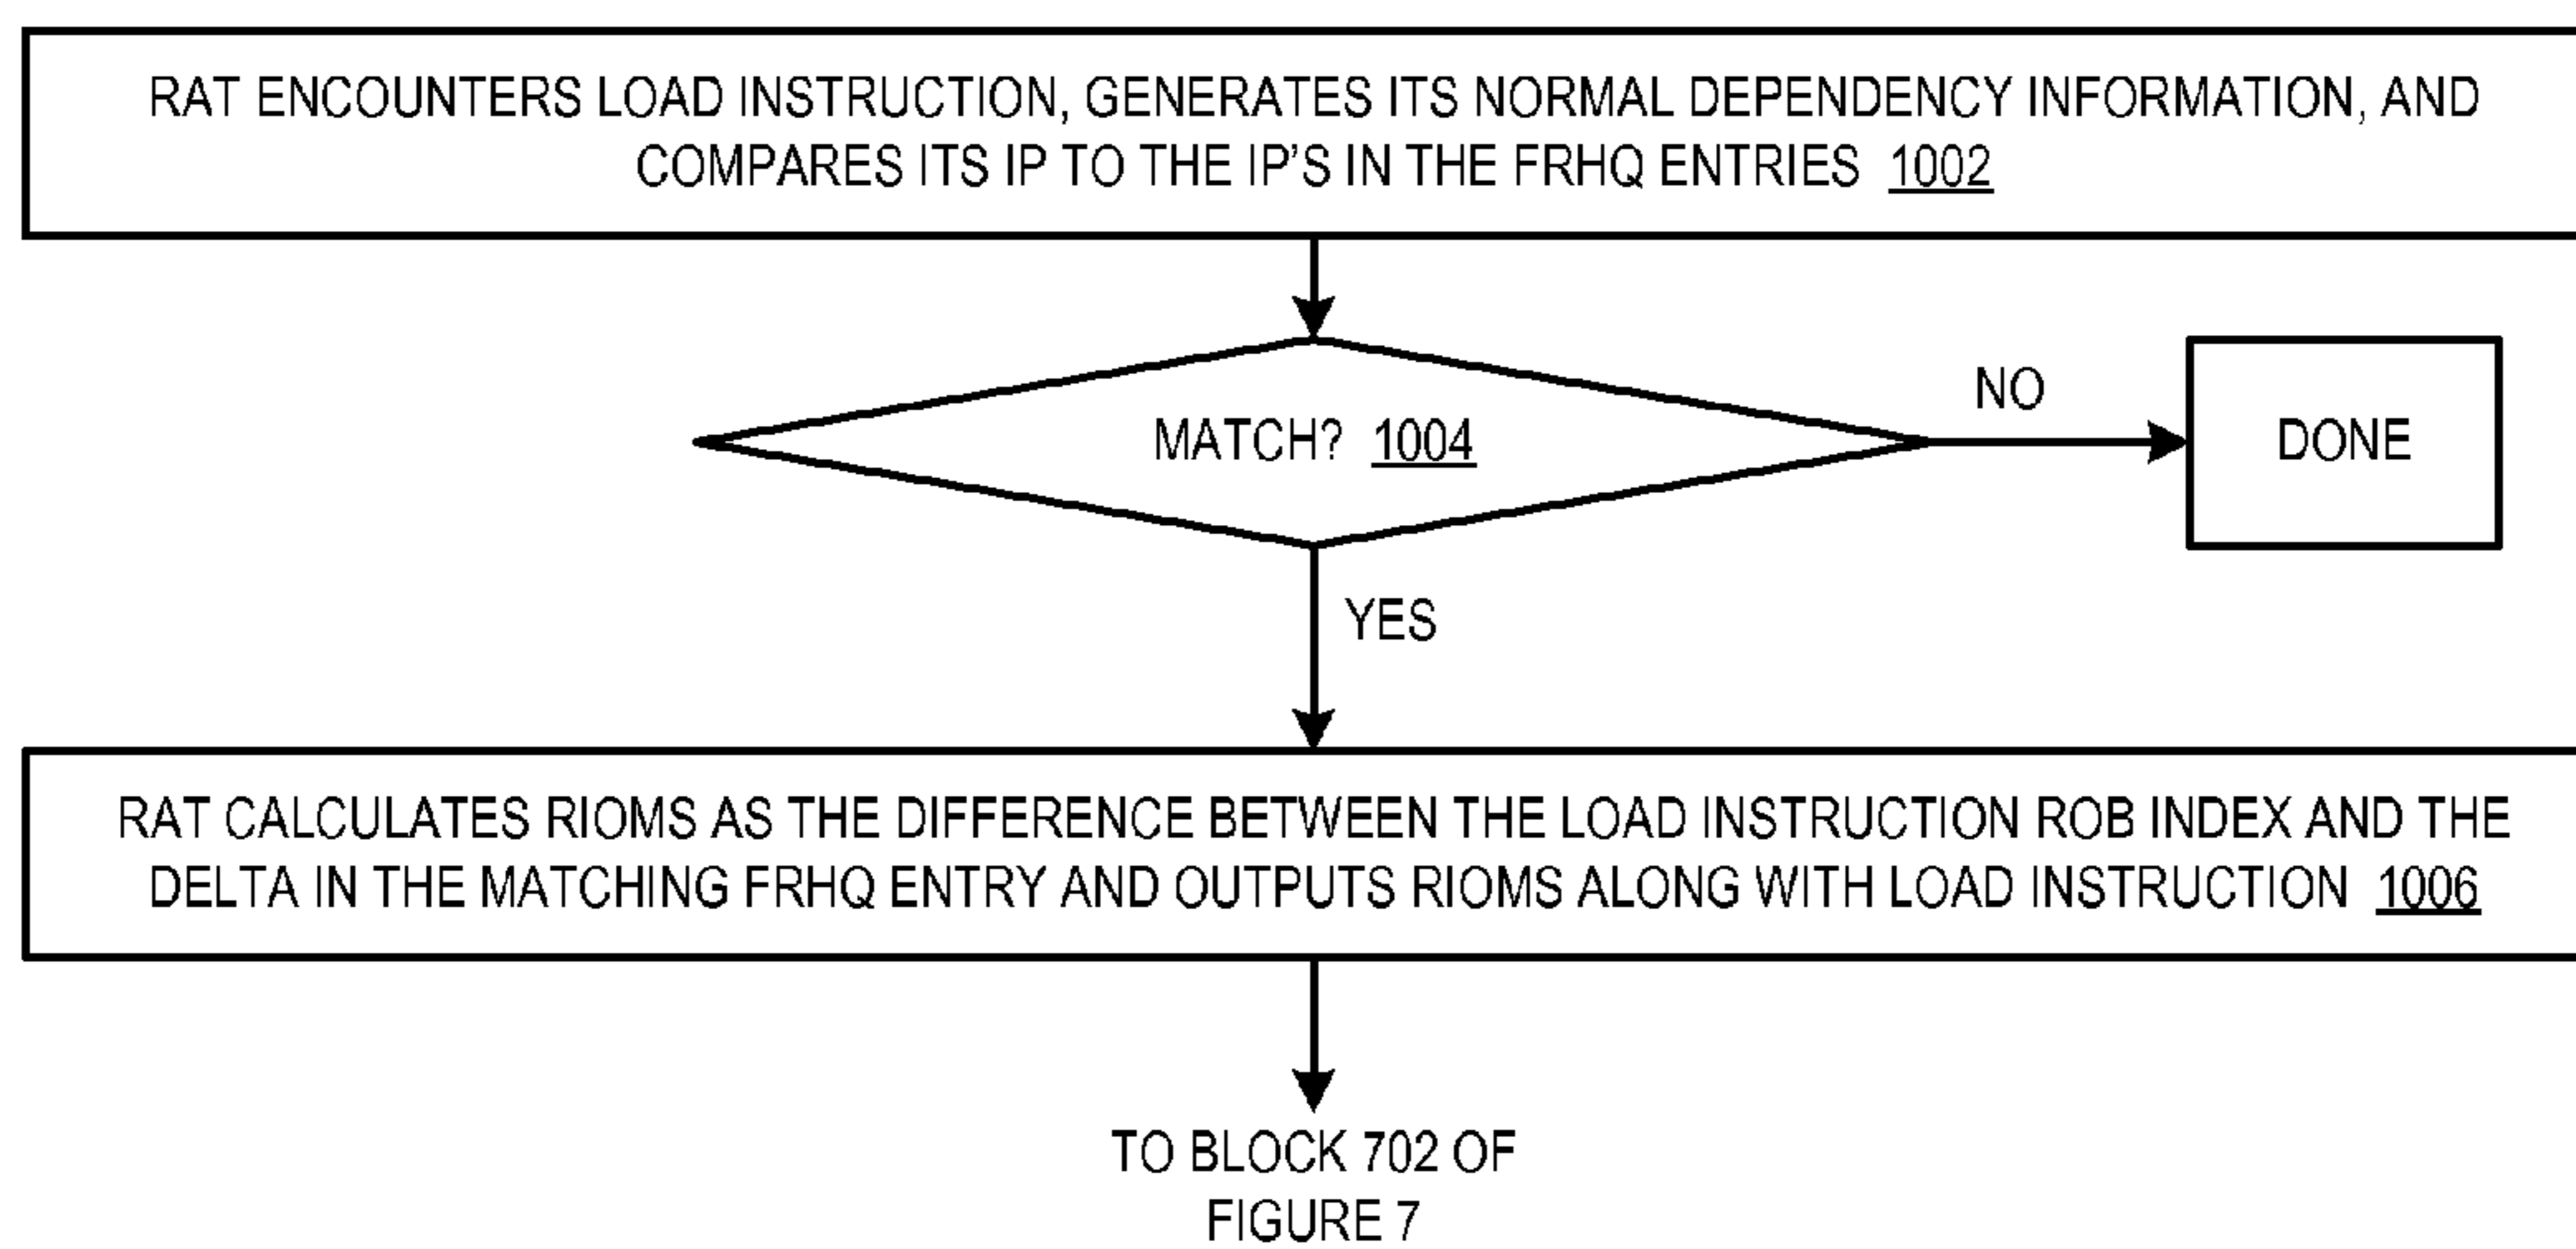 RAT ENCOUNTERS LOAD INSTRUCTION, GENERATES ITS NORMAL DEPENDENCY INFORMATION, AND
COMPARES ITS IP TO THE IP'S IN THE FRHQ ENTRIES 1002
MATCH? 1004
NO
DONE
YES
RAT CALCULATES RIOMS AS THE DIFFERENCE BETWEEN THE LOAD INSTRUCTION ROB INDEX AND THE
DELTA IN THE MATCHING FRHQ ENTRY AND OUTPUTS RIOMS ALONG WITH LOAD INSTRUCTION 1006
TO BLOCK 702 OF
FIGURE 7